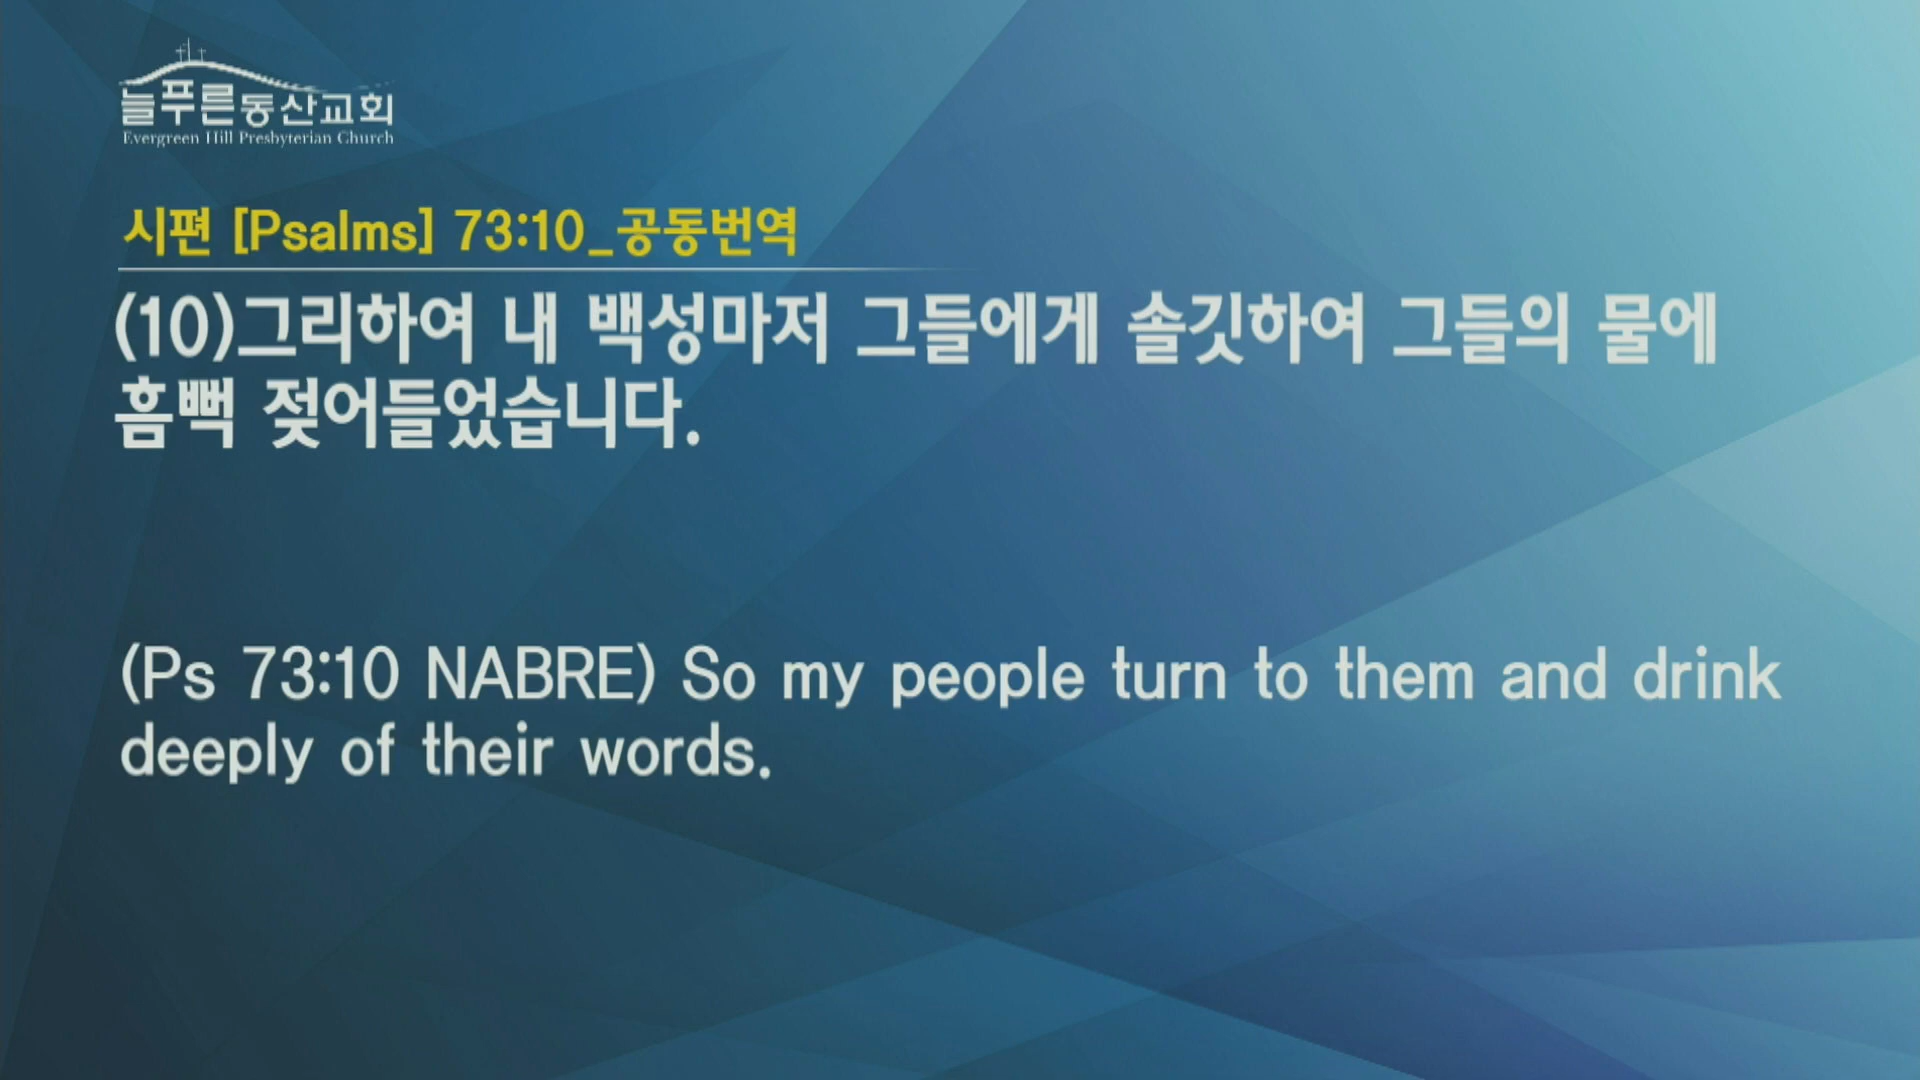 늘푸른동산교회
Evergreen Hill Presbyterian Church
시편 [Psalms] 73:10_공동번역
(10)그리하여 내 백성마저 그들에게 솔깃하여 그들의 물에
흠뻑 젖어들었습니다.
(Ps 73:10 NABRE) So my people turn to them and drink
deeply of their words.